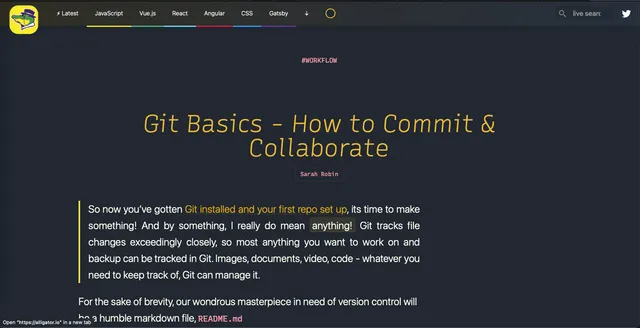 ⚡ Latest JavaScript Vue.js React Angular CSS Gatsby ↓ live sean:
#WORKFLOW
Git Basics - How to Commit &
Collaborate
Sarah Robin
So now you've gotten Git installed and your first repo set up, its time to make
something! And by something, I really do mean anything! Git tracks file
changes exceedingly closely, so most anything you want to work on and
backup can be tracked in Git. Images, documents, video, code - whatever you
need to keep track of, Git can manage it.
For the sake of brevity, our wondrous masterpiece in need of version control will
be a humble markdown file, README.md
Open "https://alligator.io" in a new tab